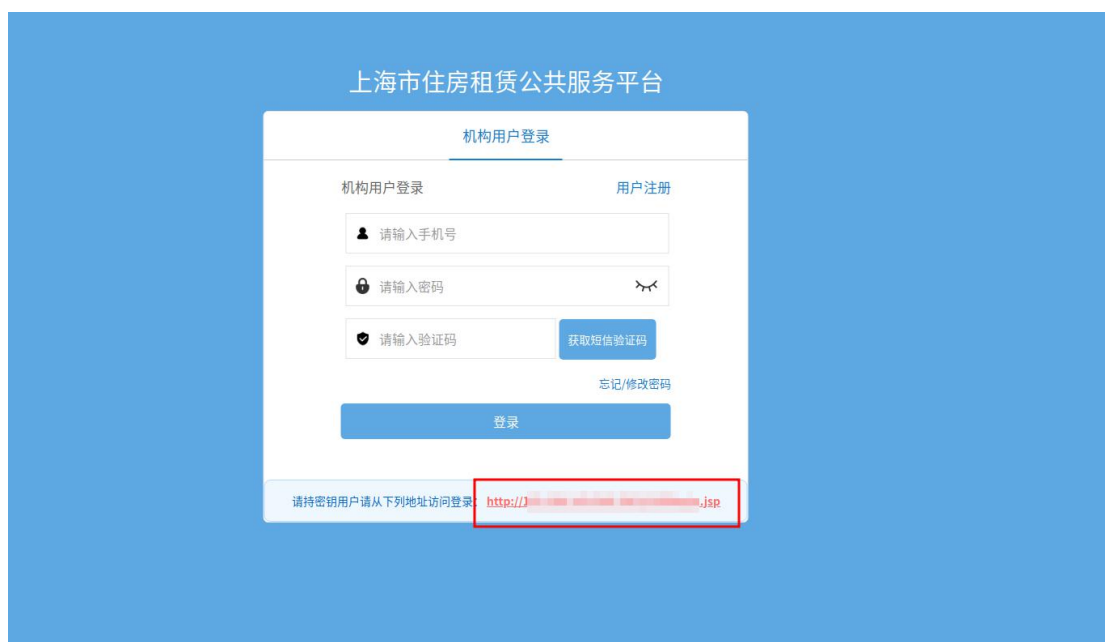 上海市住房租赁公共服务平台
机构用户登录
机构用户登录 用户注册
请输入手机号
请输入密码
请输入验证码 获取短信验证码
忘记/修改密码
登录
请持密钥用户请从下列地址访问登录: http://1 .jsp